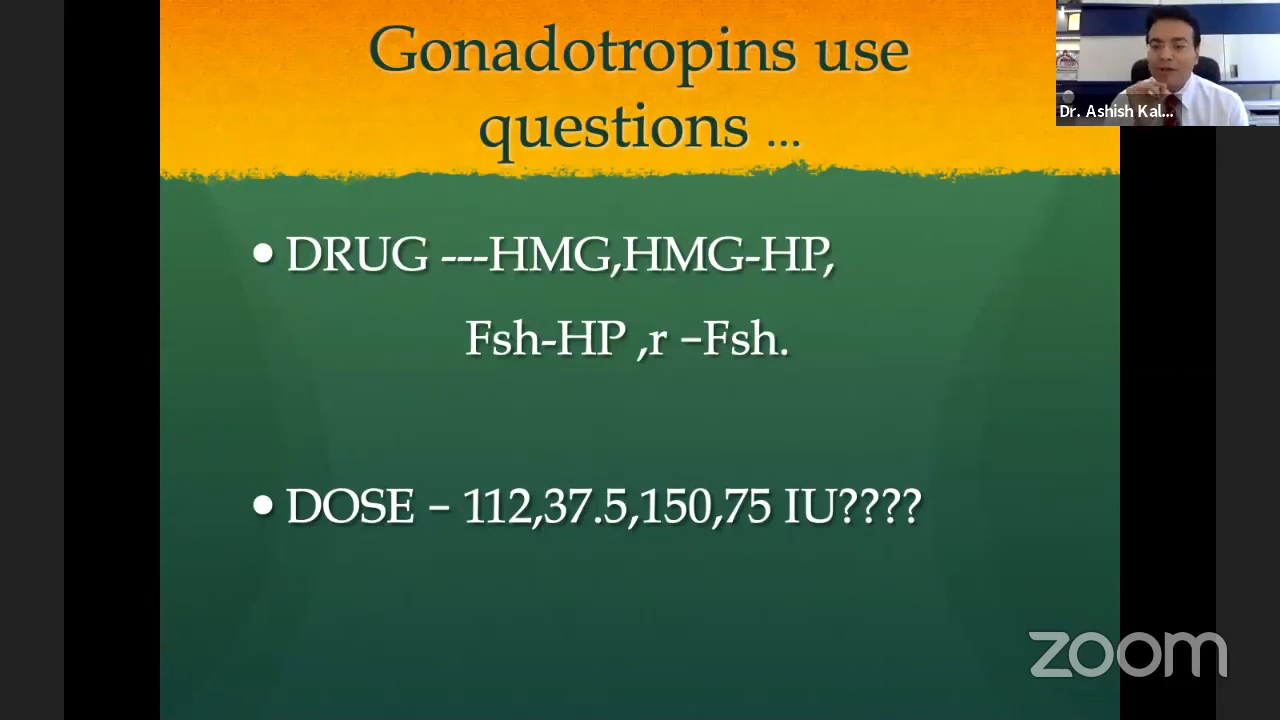 Gonadotropins use
questions ...
Dr. Ashish Kal...
• DRUG ---HMG,HMG-HP,
Fsh-HP ,r –Fsh.
• DOSE – 112,37.5,150,75 IU????
zoom